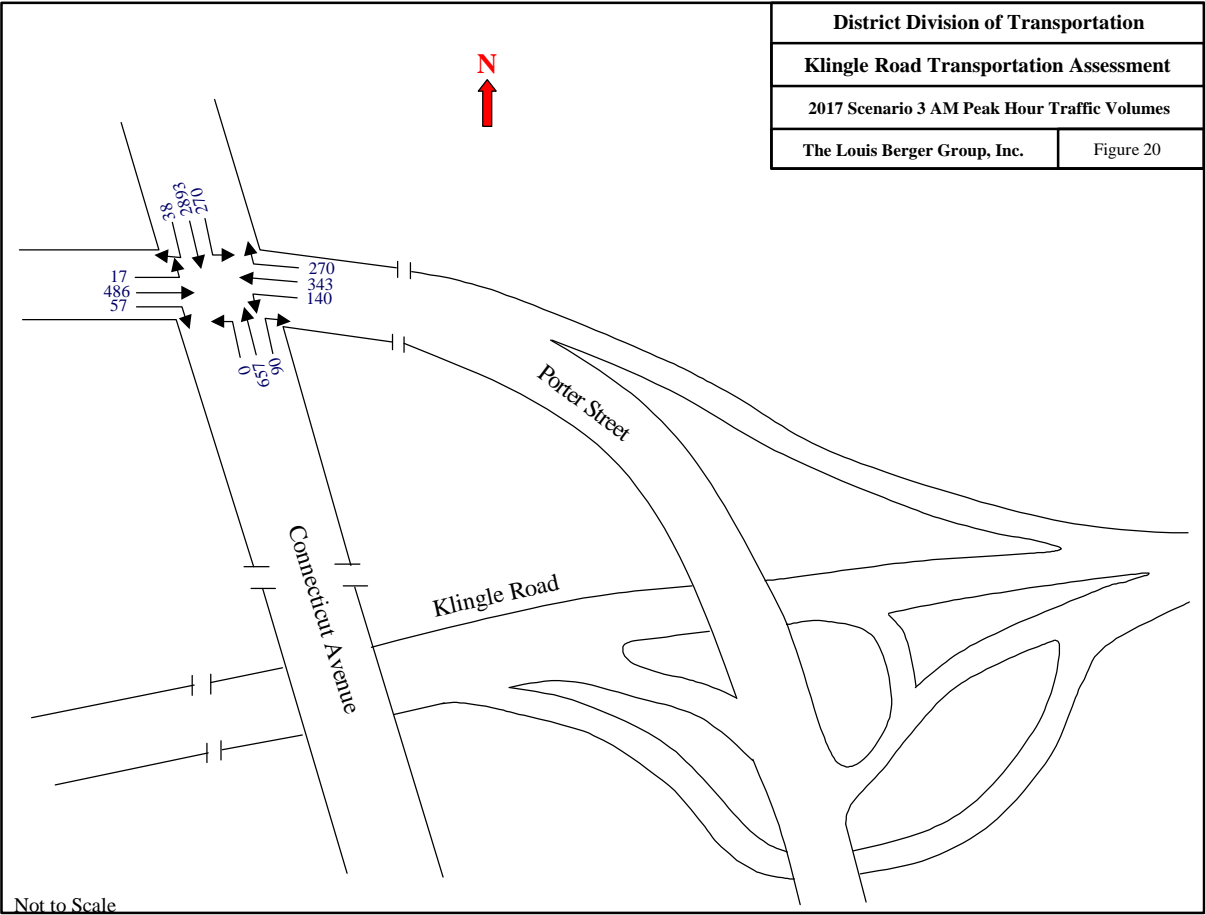 District Division of Transportation
Klingle Road Transportation Assessment
2017 Scenario 3 AM Peak Hour Traffic Volumes
The Louis Berger Group, Inc.
Figure 20
N
38
2893
270
17
486
57
270
343
140
0
657
90
Porter Street
Connecticut Avenue
Klingle Road
Not to Scale